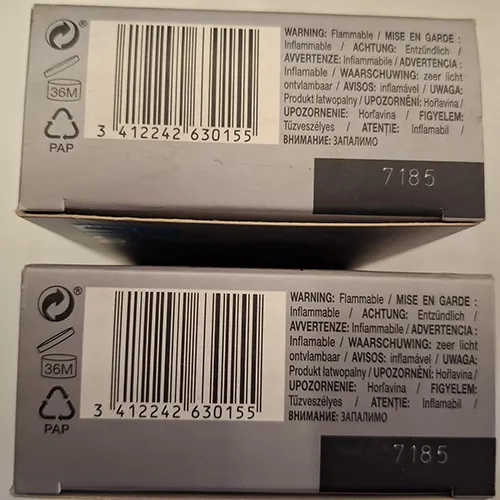 WARNING: Flammable / MISE EN GARDE :
Inflammable / ACHTUNG: Entzündlich /
AVVERTENZE: Infiammabile / ADVERTENCIA :
Inflamable / WAARSCHUWING: zeer licht
ontvlambaar / AVISOS: inflamável / UWAGA:
Produkt łatwopalny / UPOZORNĚNÍ: Hořlavina /
UPOZORNENIE: Horľavina / FIGYELEM:
Tűzveszélyes / ATENŢIE: Inflamabil /
ВНИМАНИЕ: ЗАПАЛИМО
36M
PAP
3 412242 630155
7185
®
WARNING: Flammable / MISE EN GARDE :
Inflammable / ACHTUNG: Entzündlich /
AVVERTENZE: Infiammabile / ADVERTENCIA :
Inflamable / WAARSCHUWING: zeer licht
ontvlambaar / AVISOS: inflamável / UWAGA:
Produkt łatwopalny / UPOZORNĚNÍ: Hořlavina /
UPOZORNENIE: Horľavina / FIGYELEM:
Tűzveszélyes / ATENŢIE: Inflamabil /
ВНИМАНИЕ: ЗАПАЛИМО
36M
PAP
3 412242 630155
7185